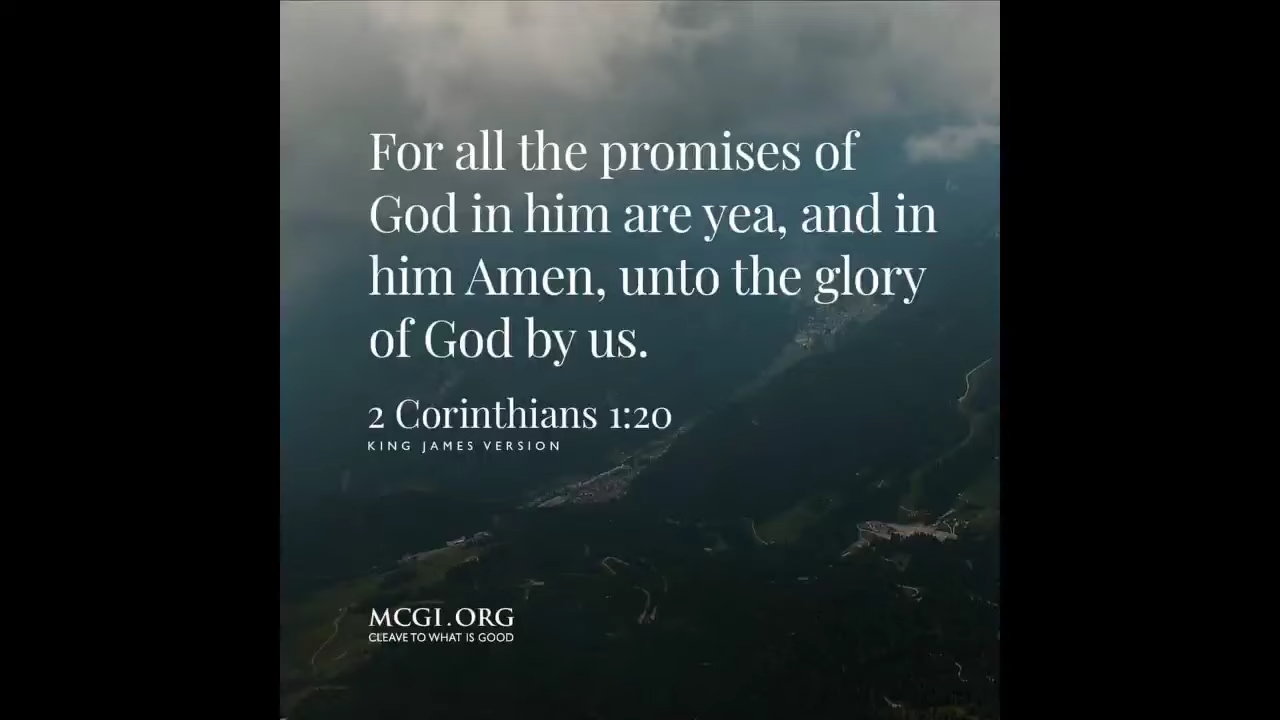 For all the promises of
God in him are yea, and in
him Amen, unto the glory
of God by us.
2 Corinthians 1:20
KING JAMES VERSION
MCGI.ORG
CLEAVE TO WHAT IS GOOD